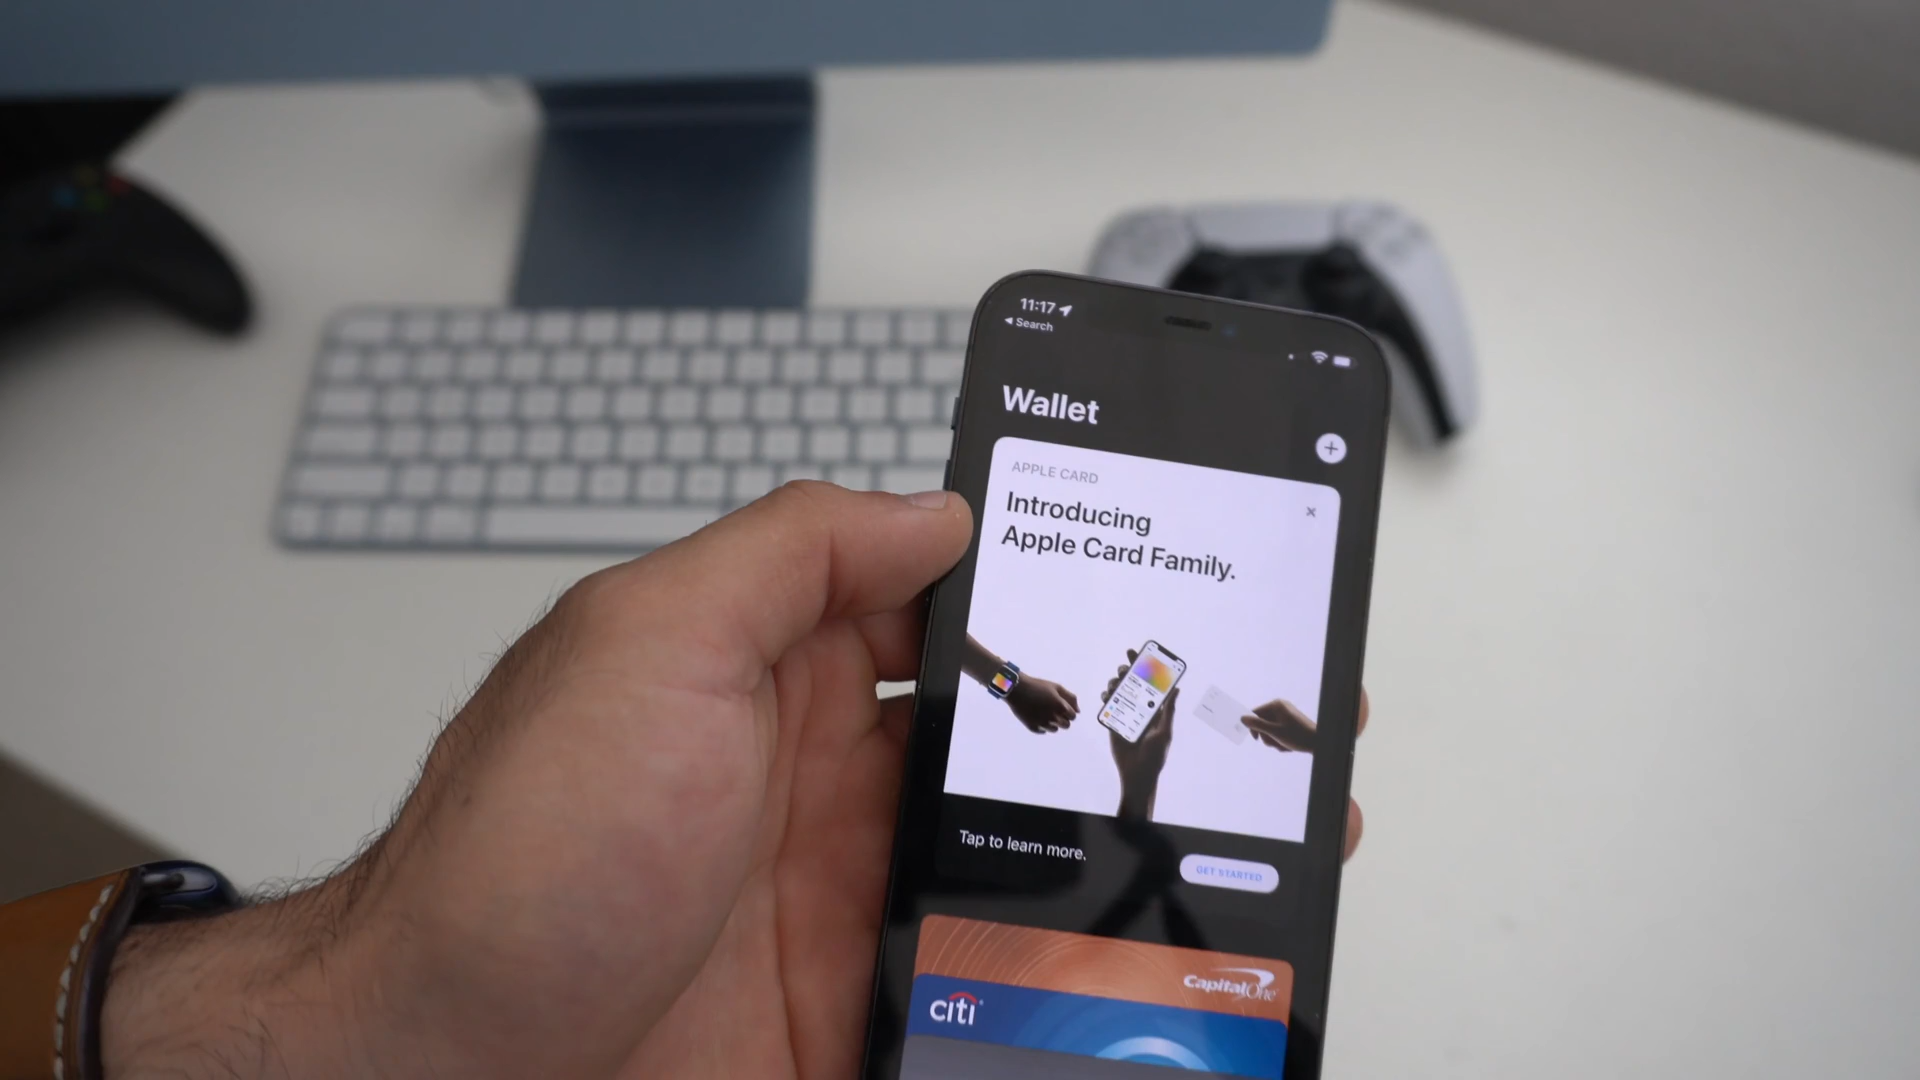 11:17
Search
Wallet
APPLE CARD
Introducing
Apple Card Family.
Tap to learn more.
GET STARTED
Capital One
citi